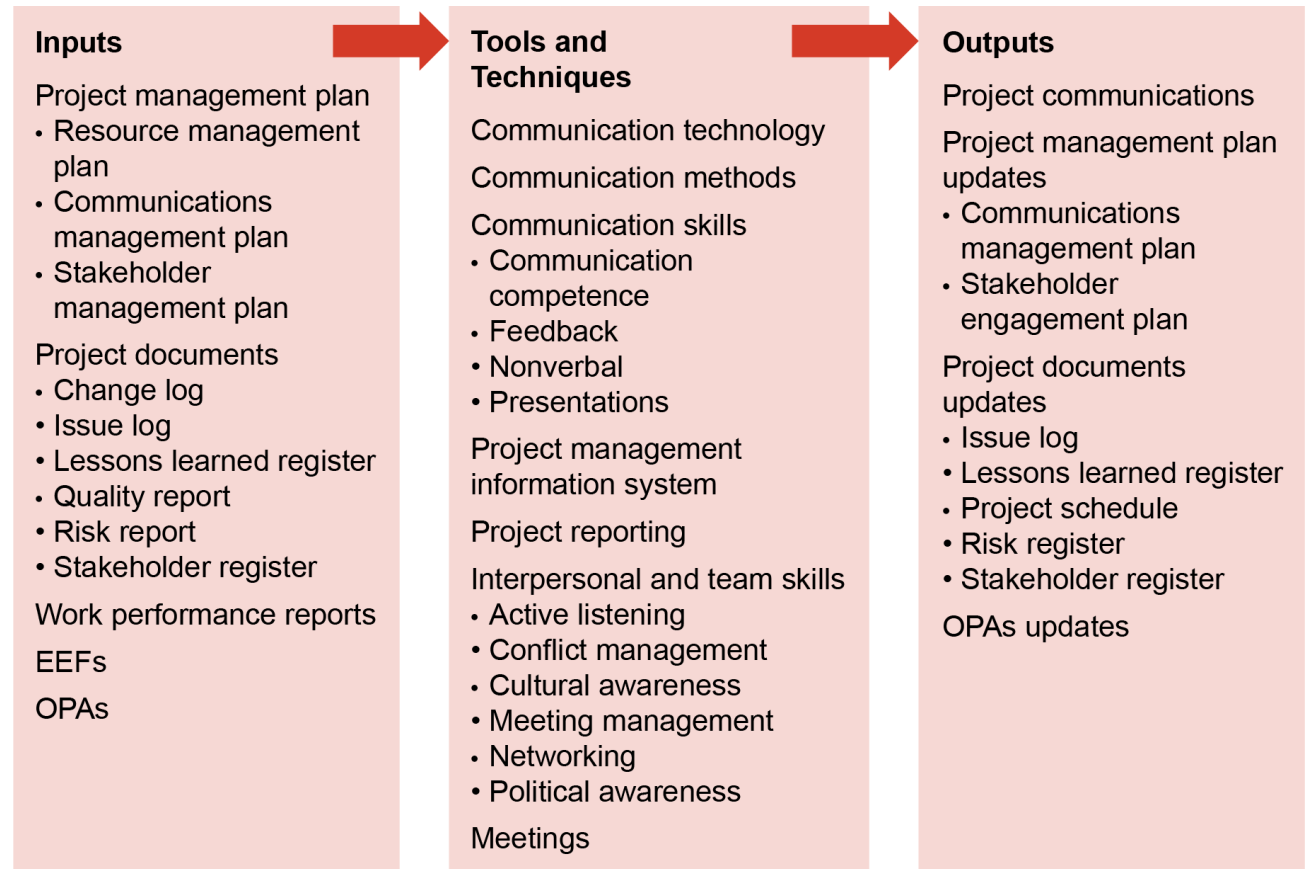 Inputs
Project management plan
• Resource management
plan
• Communications
management plan
• Stakeholder
management plan
Project documents
• Change log
• Issue log
• Lessons learned register
• Quality report
• Risk report
• Stakeholder register
Work performance reports
EEFs
OPAs
Tools and
Techniques
Communication technology
Communication methods
Communication skills
• Communication
competence
• Feedback
• Nonverbal
• Presentations
Project management
information system
Project reporting
Interpersonal and team skills
• Active listening
• Conflict management
• Cultural awareness
• Meeting management
• Networking
• Political awareness
Meetings
Outputs
Project communications
Project management plan
updates
• Communications
management plan
• Stakeholder
engagement plan
Project documents
updates
• Issue log
• Lessons learned register
• Project schedule
• Risk register
• Stakeholder register
OPAs updates